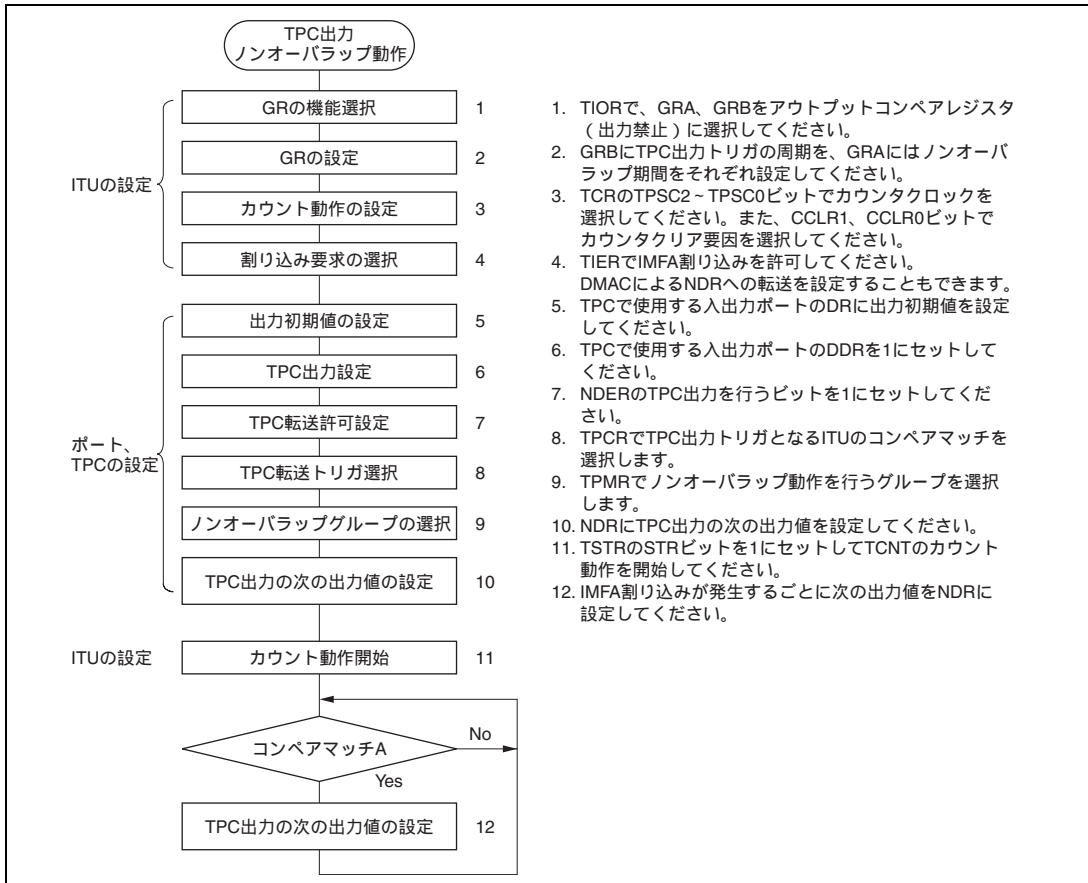 TPC出力
ノンオーバラップ動作
ITUの設定
GRの機能選択 1
GRの設定 2
カウント動作の設定 3
割り込み要求の選択 4
ポート、
TPCの設定
出力初期値の設定 5
TPC出力設定 6
TPC転送許可設定 7
TPC転送トリガ選択 8
ノンオーバラップグループの選択 9
TPC出力の次の出力値の設定 10
ITUの設定 カウント動作開始 11
コンペアマッチA
No
Yes
TPC出力の次の出力値の設定 12
1. TIORで、GRA、GRBをアウトプットコンペアレジスタ
（出力禁止）に選択してください。
2. GRBにTPC出力トリガの周期を、GRAにはノンオーバ
ラップ期間をそれぞれ設定してください。
3. TCRのTPSC2～TPSC0ビットでカウンタクロックを
選択してください。また、CCLR1、CCLR0ビットで
カウンタクリア要因を選択してください。
4. TIERでIMFA割り込みを許可してください。
DMACによるNDRへの転送を設定することもできます。
5. TPCで使用する入出力ポートのDRに出力初期値を設定
してください。
6. TPCで使用する入出力ポートのDDRを1にセットして
ください。
7. NDERのTPC出力を行うビットを1にセットしてくだ
さい。
8. TPCRでTPC出力トリガとなるITUのコンペアマッチを
選択します。
9. TPMRでノンオーバラップ動作を行うグループを選択
します。
10. NDRにTPC出力の次の出力値を設定してください。
11. TSTRのSTRビットを1にセットしてTCNTのカウント
動作を開始してください。
12. IMFA割り込みが発生するごとに次の出力値をNDRに
設定してください。